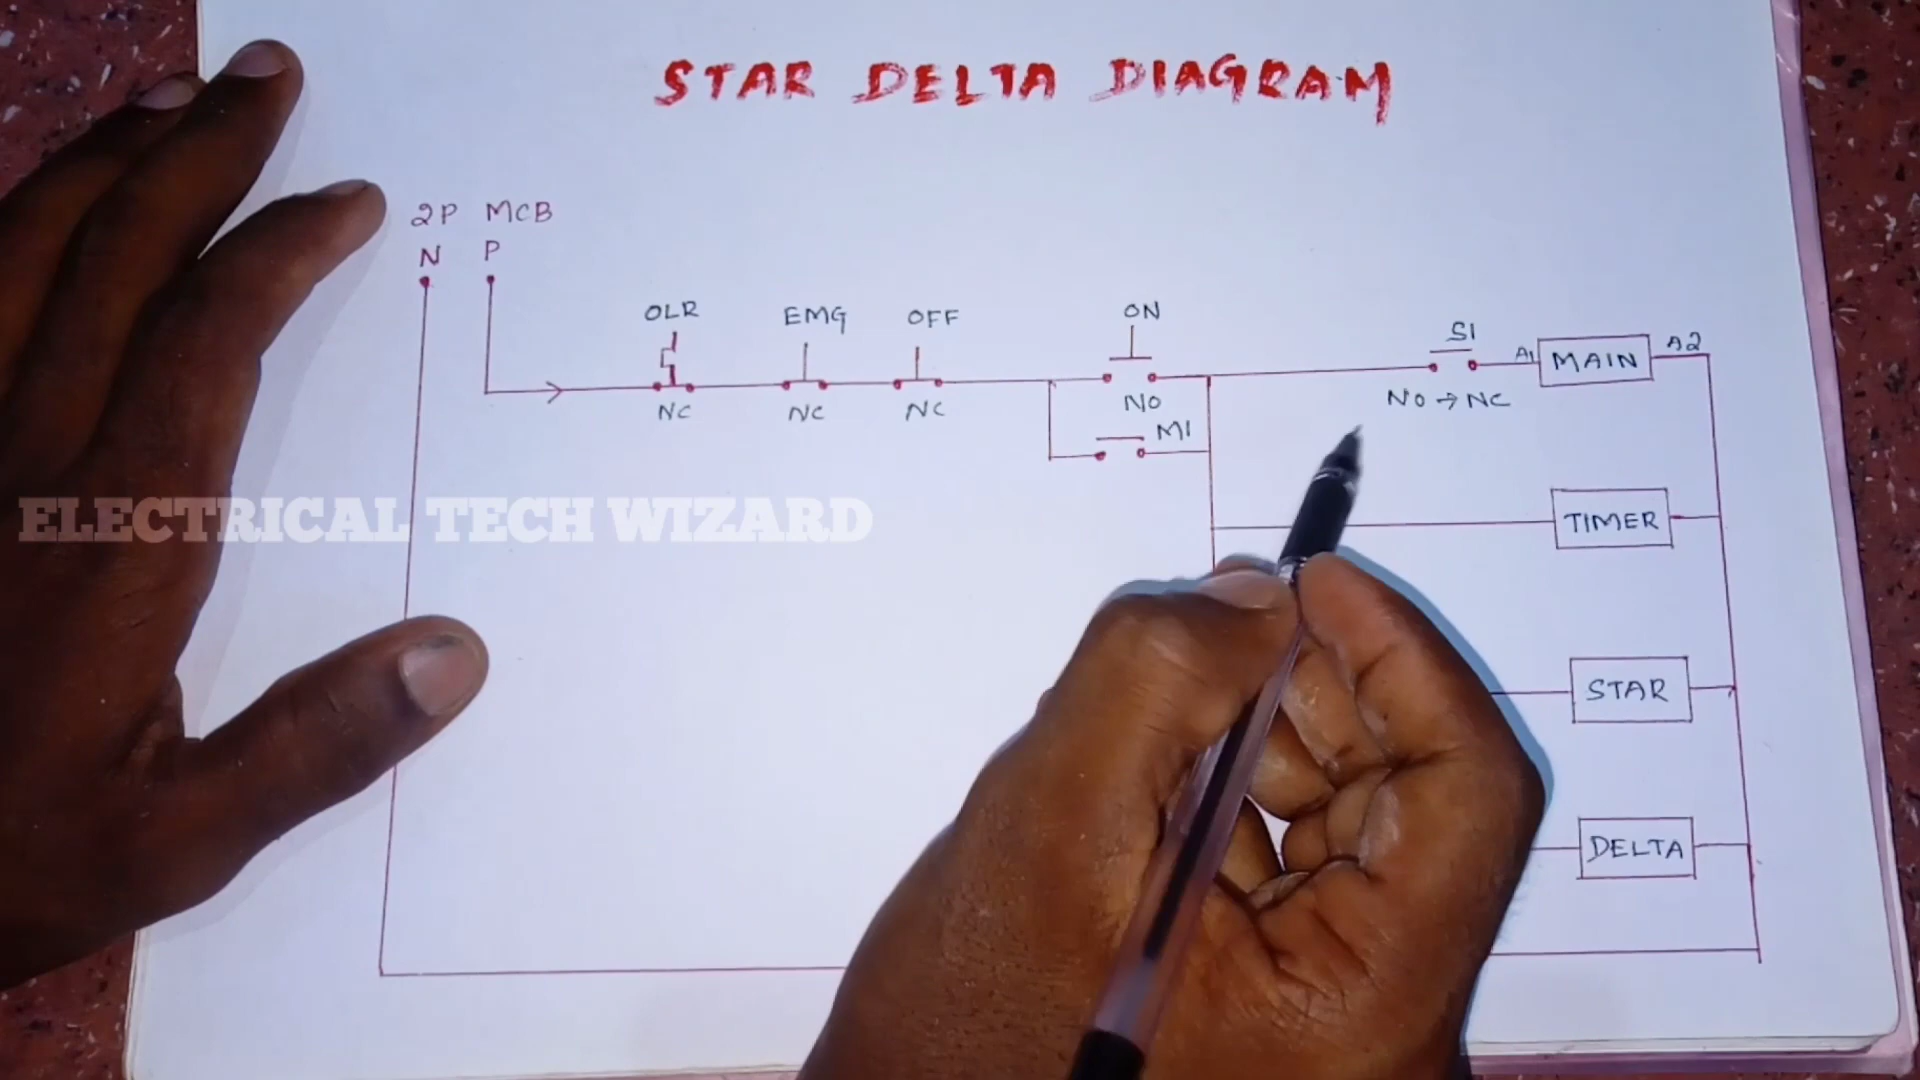 STAR DELTA DIAGRAM
2P MCB
N P
OLR EMG OFF ON S1
A1 MAIN A2
NC NC NC NO NO → NC
M1
ELECTRICAL TECH WIZARD
TIMER
STAR
DELTA